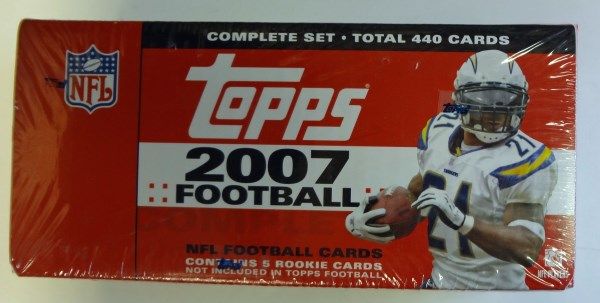 COMPLETE SET • TOTAL 440 CARDS
NFL
Topps
2007
FOOTBALL
21
21
NFL FOOTBALL CARDS
CONTAINS 5 ROOKIE CARDS
NOT INCLUDED IN TOPPS FOOTBALL